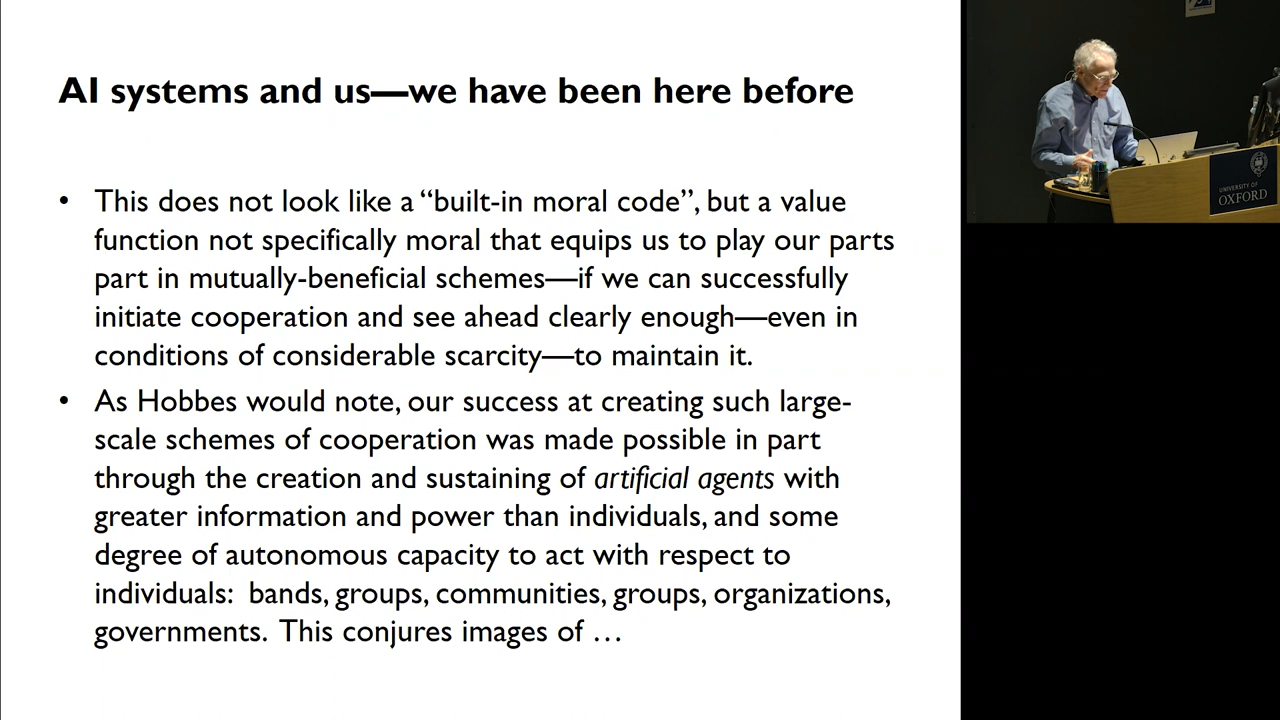 AI systems and us—we have been here before
• This does not look like a “built-in moral code”, but a value
function not specifically moral that equips us to play our parts
part in mutually-beneficial schemes—if we can successfully
initiate cooperation and see ahead clearly enough—even in
conditions of considerable scarcity—to maintain it.
• As Hobbes would note, our success at creating such large-
scale schemes of cooperation was made possible in part
through the creation and sustaining of artificial agents with
greater information and power than individuals, and some
degree of autonomous capacity to act with respect to
individuals:  bands, groups, communities, groups, organizations,
governments.  This conjures images of …
UNIVERSITY OF
OXFORD